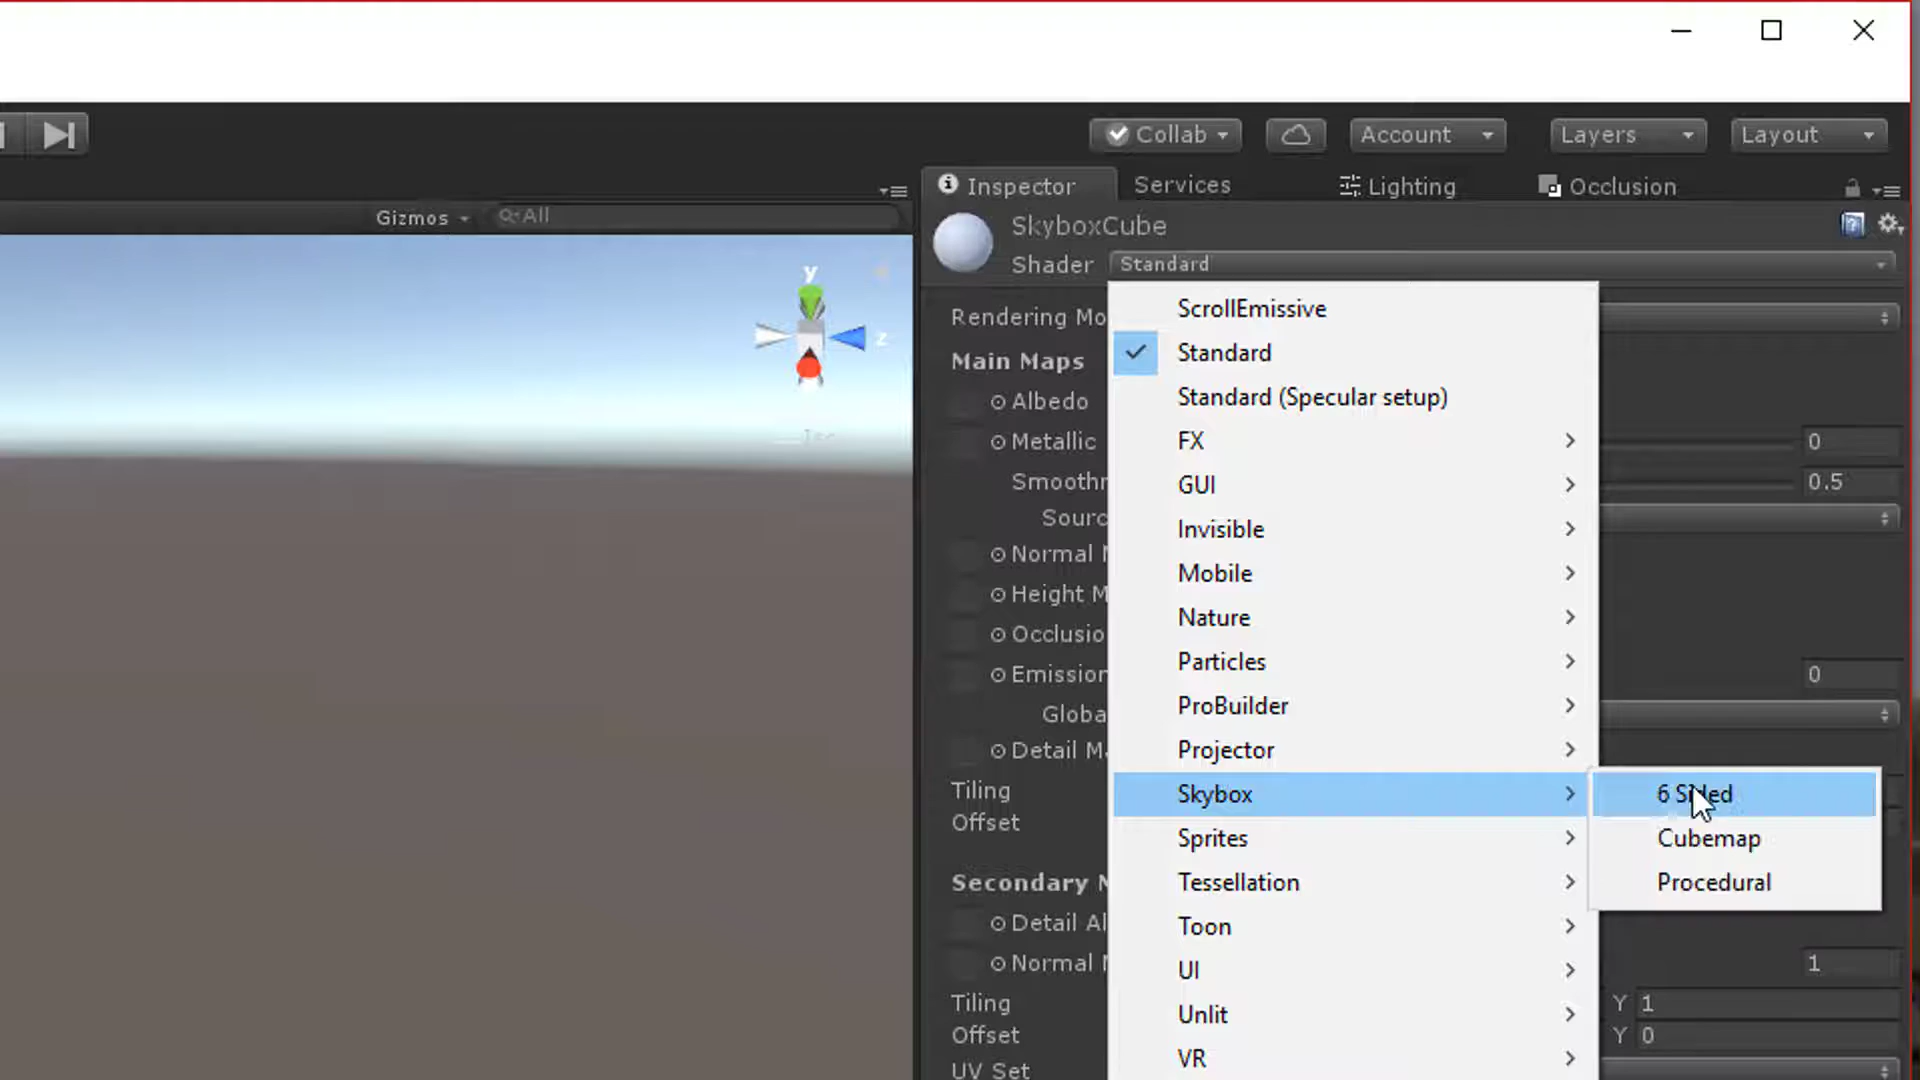 Collab
Account
Layers
Layout
Inspector
Services
Lighting
Occlusion
Gizmos
All
SkyboxCube
Shader
Standard
y
z
Rendering Mo
Main Maps
Albedo
Metallic
0
Smoothn
0.5
Sourc
Normal M
Height M
Occlusio
Emission
0
Globa
Detail Ma
Tiling
Offset
Secondary M
Detail Al
Normal M
1
Tiling
Y 1
Offset
Y 0
UV Set
ScrollEmissive
Standard
Standard (Specular setup)
FX
GUI
Invisible
Mobile
Nature
Particles
ProBuilder
Projector
Skybox
Sprites
Tessellation
Toon
UI
Unlit
VR
6 Sided
Cubemap
Procedural